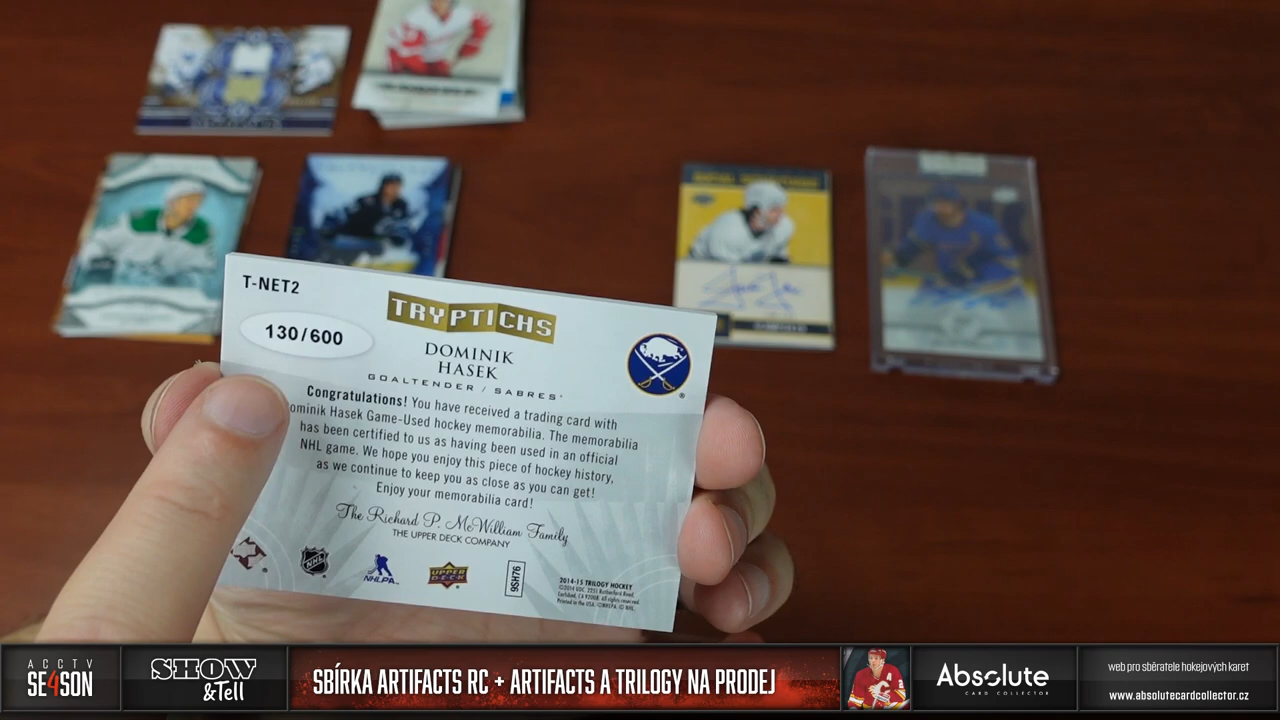 T-NET2
130/600
TRYPTICHS
DOMINIK
HASEK
GOALTENDER / SABRES
Congratulations! You have received a trading card with
ominik Hasek Game-Used hockey memorabilia. The memorabilia
has been certified to us as having been used in an official
NHL game. We hope you enjoy this piece of hockey history,
as we continue to keep you as close as you can get!
Enjoy your memorabilia card!
The Richard P. McWilliam Family
THE UPPER DECK COMPANY
NHL
NHLPA
UPPER
DECK
9SH76
2014-15 TRILOGY HOCKEY
ACCTV
SE4SON
SHOW
&Tell
SBÍRKA ARTIFACTS RC + ARTIFACTS A TRILOGY NA PRODEJ
Absolute
CARD COLLECTOR
web pro sběratele hokejových karet
www.absolutecardcollector.cz